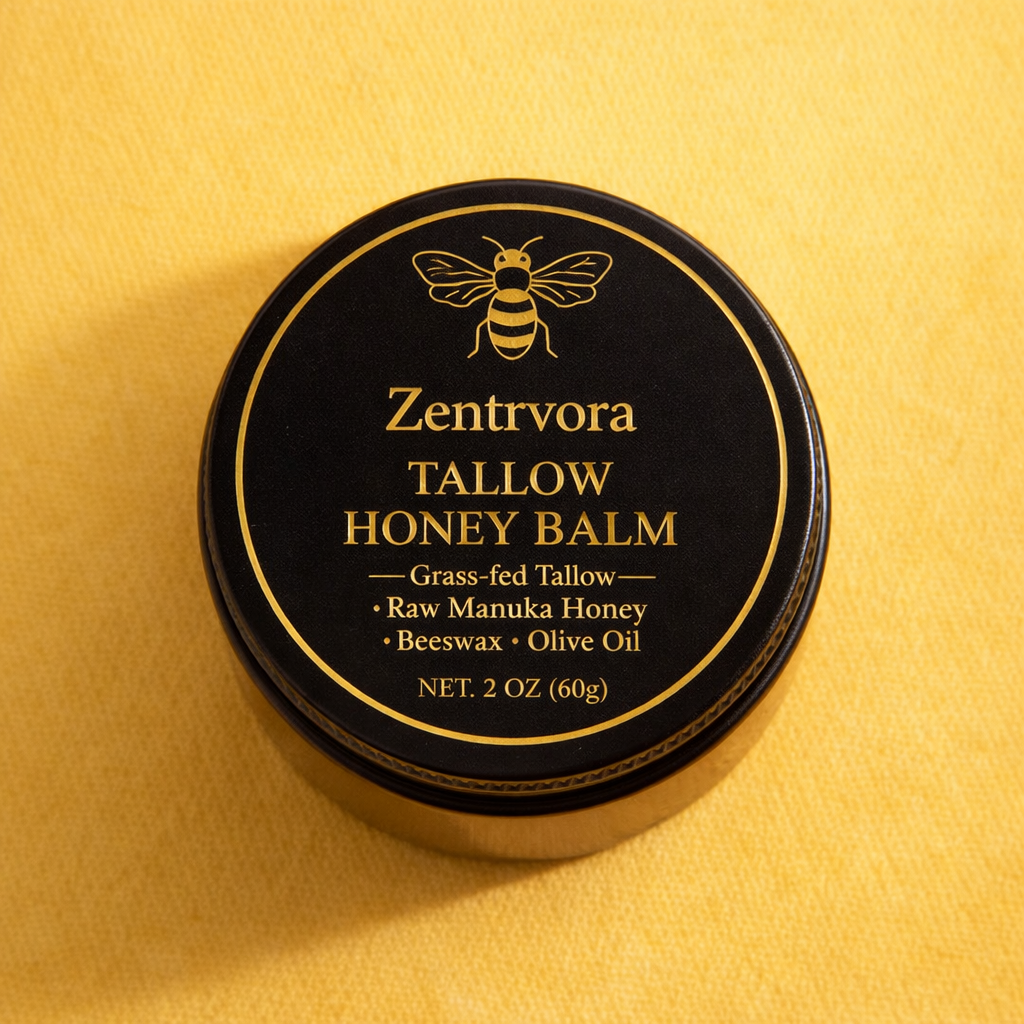 Zentrvora
TALLOW
HONEY BALM
— Grass-fed Tallow —
• Raw Manuka Honey
• Beeswax • Olive Oil
NET. 2 OZ (60g)